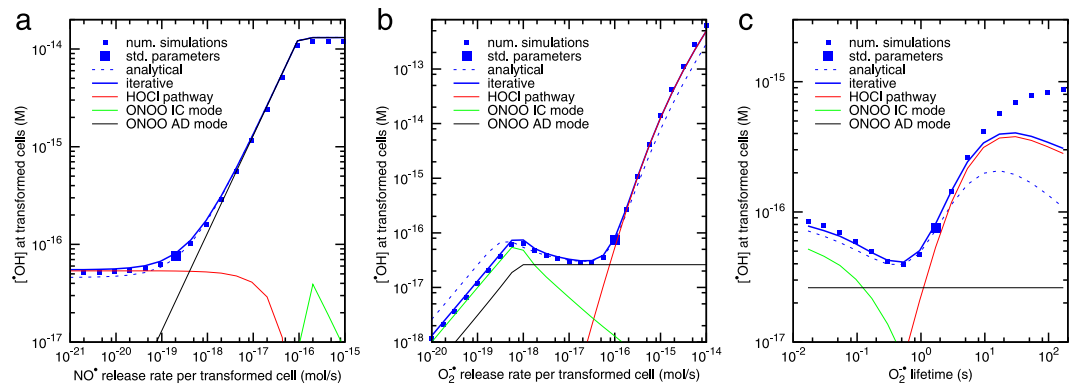 a
[•OH] at transformed cells (M)
10-14
10-15
10-16
10-17
num. simulations
std. parameters
analytical
iterative
HOCl pathway
ONOO IC mode
ONOO AD mode
10-21 10-20 10-19 10-18 10-17 10-16 10-15
NO• release rate per transformed cell (mol/s)
b
[•OH] at transformed cells (M)
10-13
10-14
10-15
10-16
10-17
10-18
num. simulations
std. parameters
analytical
iterative
HOCl pathway
ONOO IC mode
ONOO AD mode
10-20 10-19 10-18 10-17 10-16 10-15 10-14
O2-• release rate per transformed cell (mol/s)
c
[•OH] at transformed cells (M)
10-15
10-16
10-17
num. simulations
std. parameters
analytical
iterative
HOCl pathway
ONOO IC mode
ONOO AD mode
10-2 10-1 100 101 102
O2-• lifetime (s)